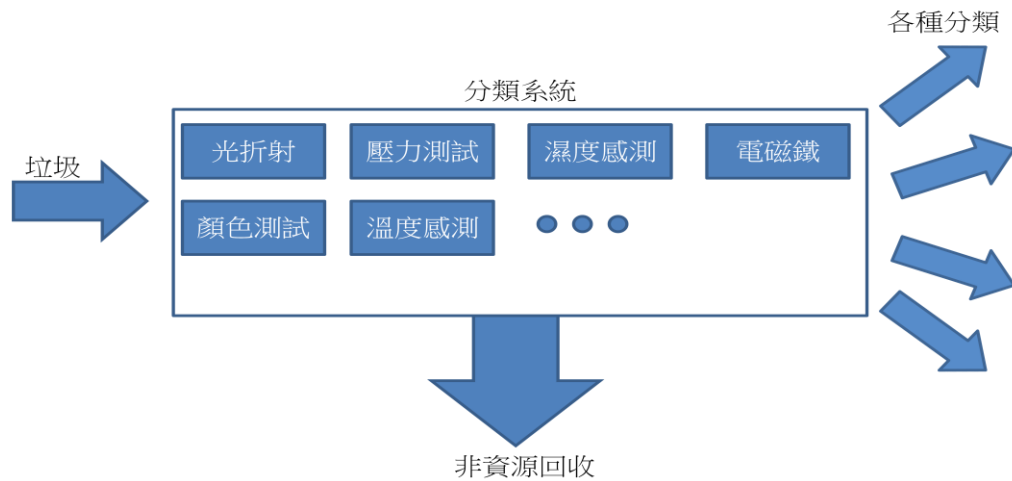 各種分類
分類系統
垃圾
光折射
壓力測試
濕度感測
電磁鐵
顏色測試
溫度感測
非資源回收